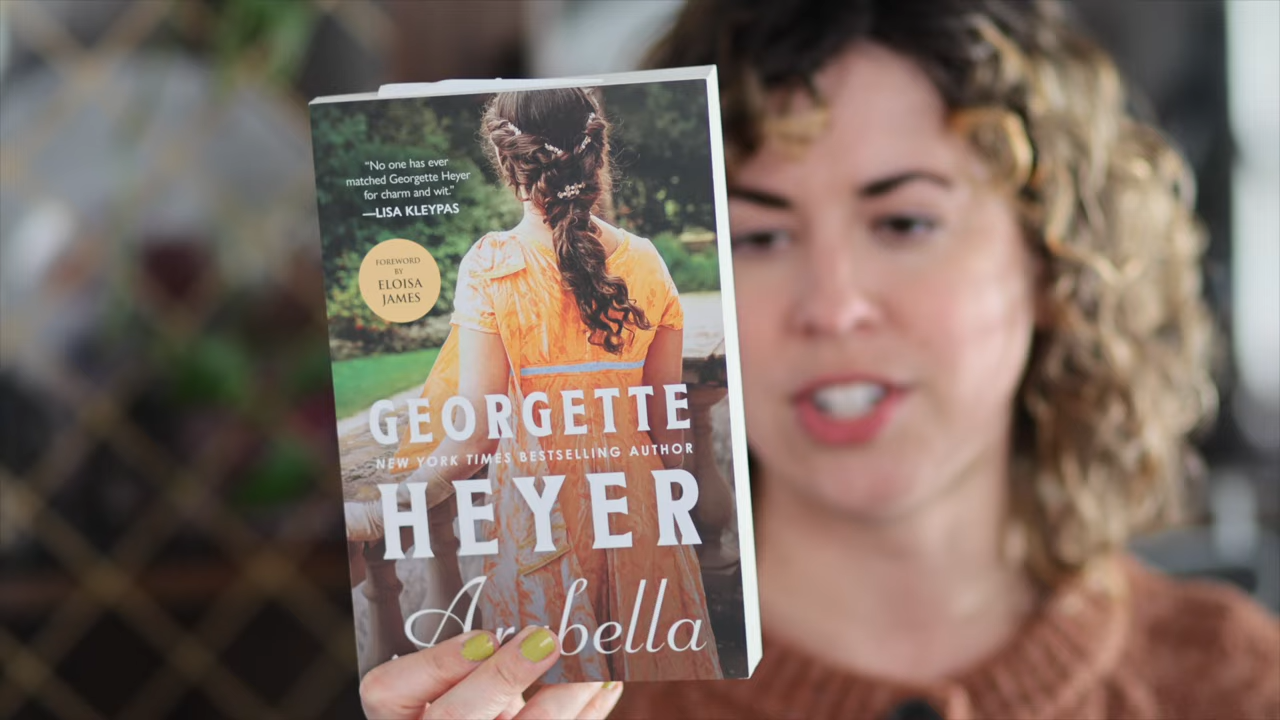 "No one has ever
matched Georgette Heyer
for charm and wit."
—LISA KLEYPAS
FOREWORD
BY
ELOISA
JAMES
GEORGETTE
NEW YORK TIMES BESTSELLING AUTHOR
HEYER
Arabella